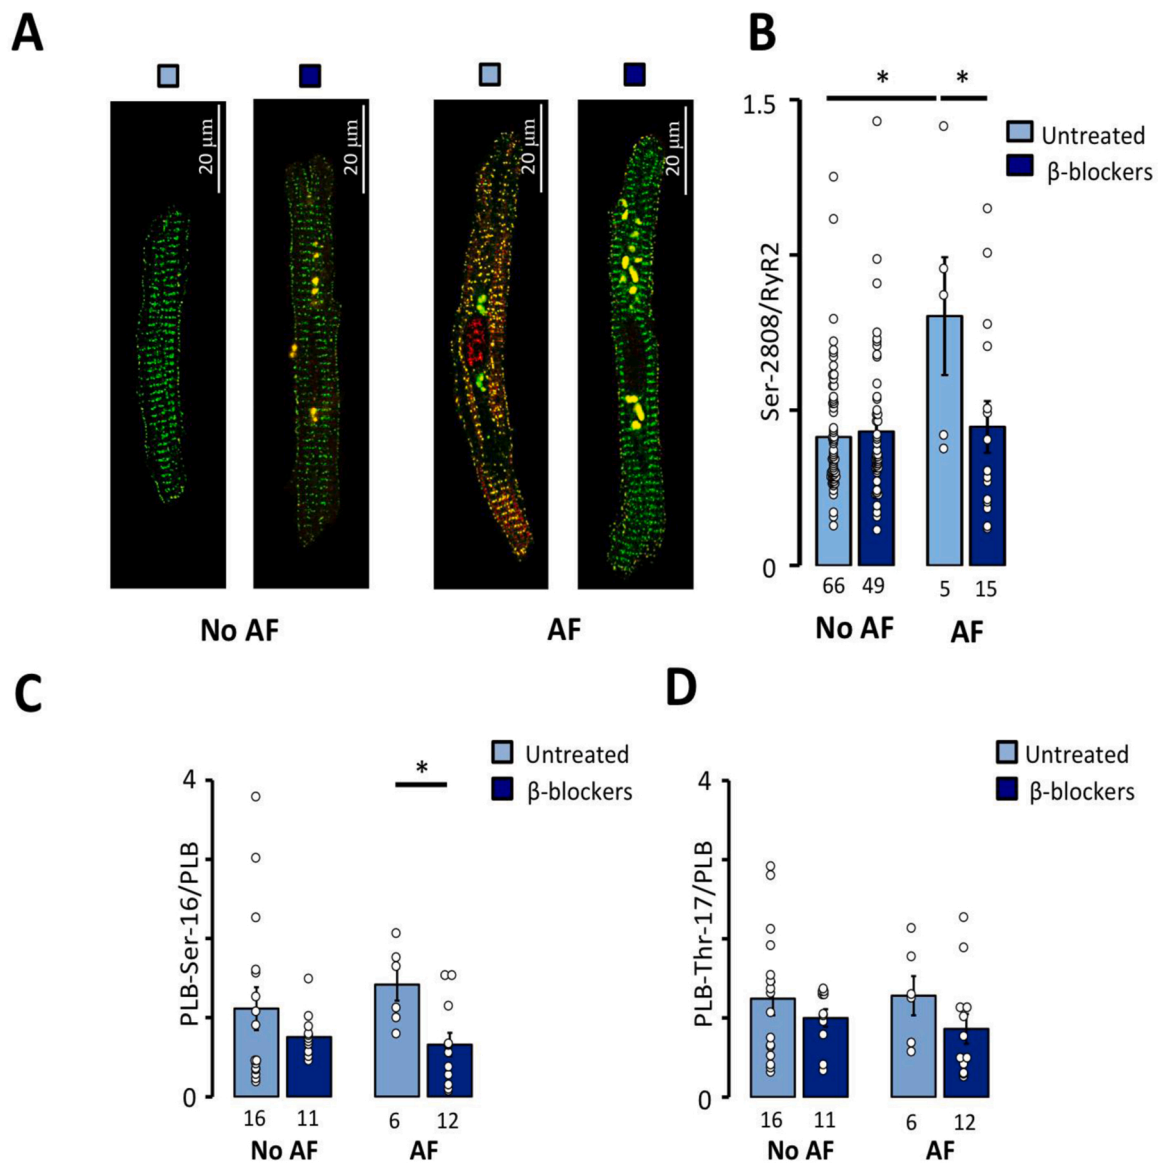 A
B
20 µm
20 µm
20 µm
20 µm
No AF
AF
* *
1.5
Ser-2808/RyR2
0
Untreated
β-blockers
66 49 5 15
No AF AF
C
D
4
PLB-Ser-16/PLB
0
*
Untreated
β-blockers
16 11 6 12
No AF AF
4
PLB-Thr-17/PLB
0
Untreated
β-blockers
16 11 6 12
No AF AF